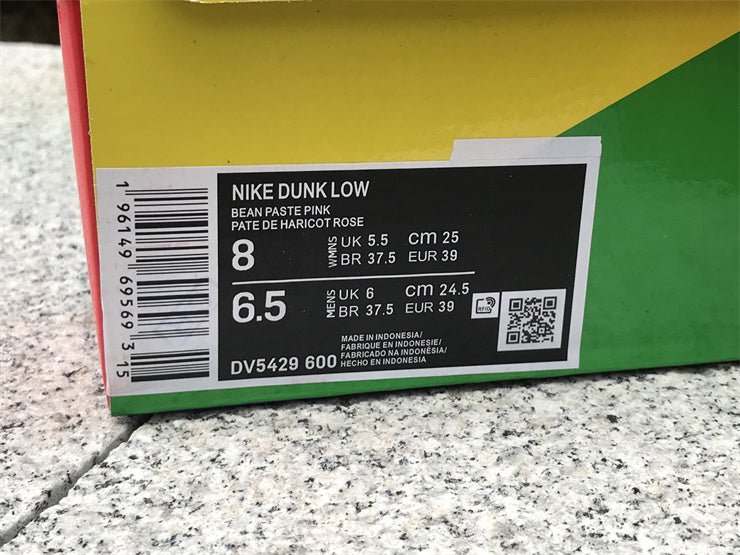 NIKE DUNK LOW
BEAN PASTE PINK
PATE DE HARICOT ROSE
8 WMNS UK 5.5 cm 25
BR 37.5 EUR 39
6.5 MENS UK 6 cm 24.5
BR 37.5 EUR 39
RFID
DV5429 600
MADE IN INDONESIA/
FABRIQUE EN INDONESIE/
FABRICADO NA INDONÉSIA/
HECHO EN INDONESIA
1 96149 69569 3 15